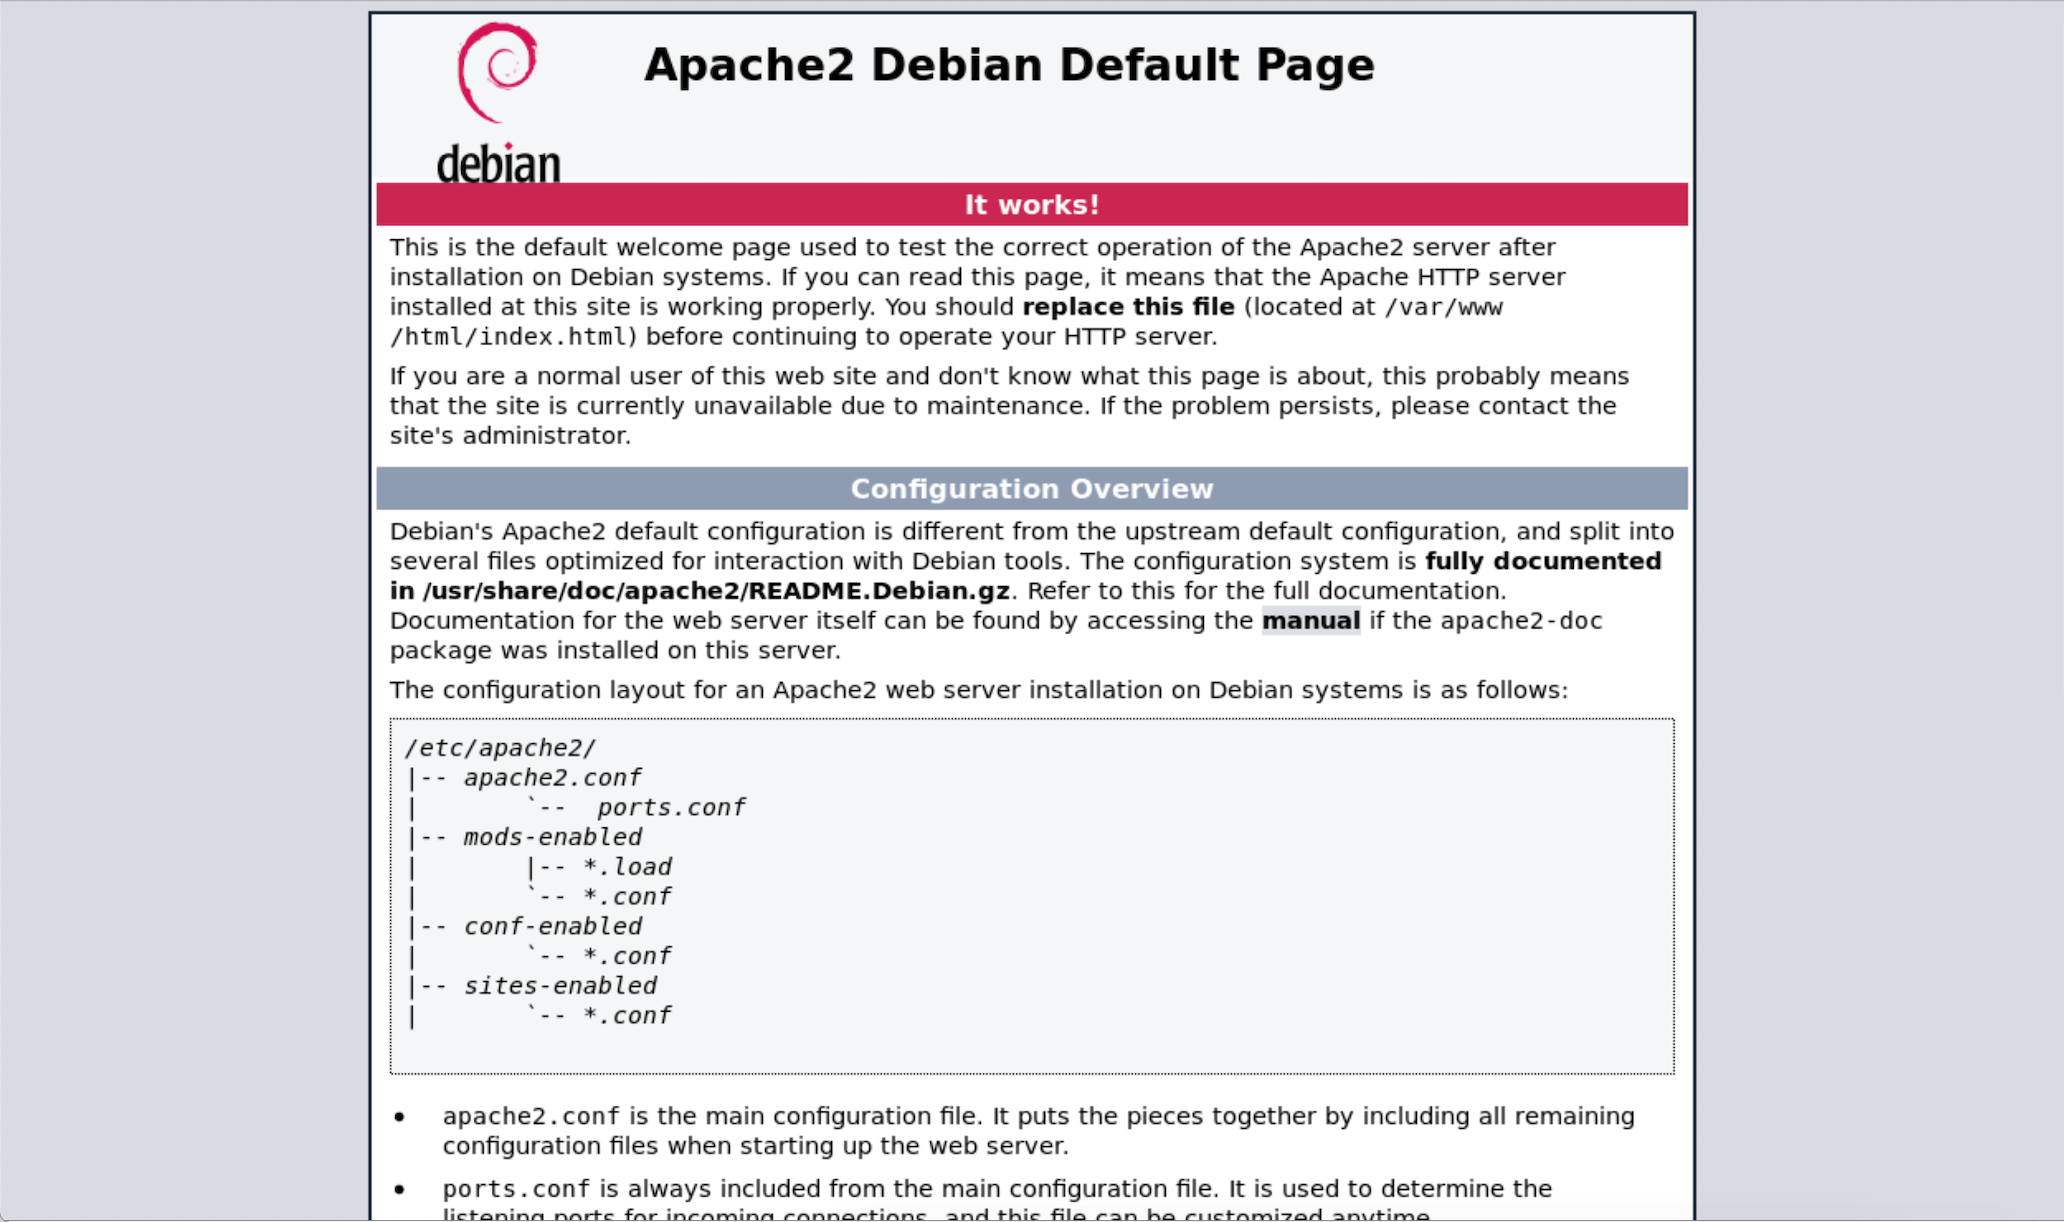 debian
Apache2 Debian Default Page
It works!
This is the default welcome page used to test the correct operation of the Apache2 server after
installation on Debian systems. If you can read this page, it means that the Apache HTTP server
installed at this site is working properly. You should replace this file (located at /var/www
/html/index.html) before continuing to operate your HTTP server.
If you are a normal user of this web site and don't know what this page is about, this probably means
that the site is currently unavailable due to maintenance. If the problem persists, please contact the
site's administrator.
Configuration Overview
Debian's Apache2 default configuration is different from the upstream default configuration, and split into
several files optimized for interaction with Debian tools. The configuration system is fully documented
in /usr/share/doc/apache2/README.Debian.gz. Refer to this for the full documentation.
Documentation for the web server itself can be found by accessing the manual if the apache2-doc
package was installed on this server.
The configuration layout for an Apache2 web server installation on Debian systems is as follows:
/etc/apache2/
|-- apache2.conf
|       `--  ports.conf
|-- mods-enabled
|       |-- *.load
|       `-- *.conf
|-- conf-enabled
|       `-- *.conf
|-- sites-enabled
|       `-- *.conf
• apache2.conf is the main configuration file. It puts the pieces together by including all remaining
configuration files when starting up the web server.
• ports.conf is always included from the main configuration file. It is used to determine the
listening ports for incoming connections, and this file can be customized anytime.